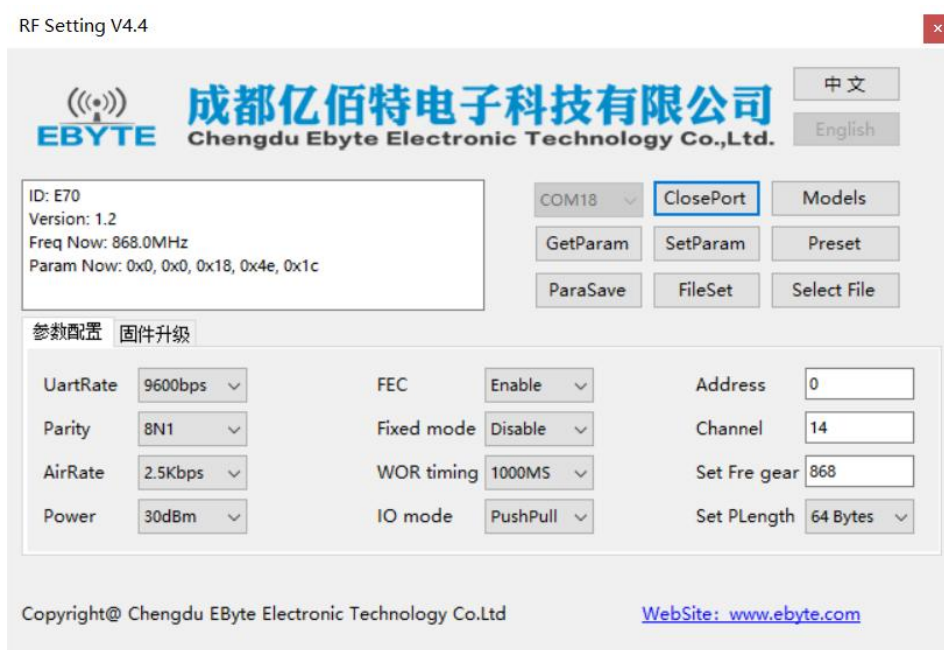 RF Setting V4.4
中文
成都亿佰特电子科技有限公司
EBYTE
Chengdu Ebyte Electronic Technology Co.,Ltd.
English
ID: E70
Version: 1.2
Freq Now: 868.0MHz
Param Now: 0x0, 0x0, 0x18, 0x4e, 0x1c
COM18 ClosePort Models
GetParam SetParam Preset
ParaSave FileSet Select File
参数配置 固件升级
UartRate 9600bps FEC Enable Address 0
Parity 8N1 Fixed mode Disable Channel 14
AirRate 2.5Kbps WOR timing 1000MS Set Fre gear 868
Power 30dBm IO mode PushPull Set PLength 64 Bytes
Copyright@ Chengdu EByte Electronic Technology Co.Ltd WebSite: www.ebyte.com